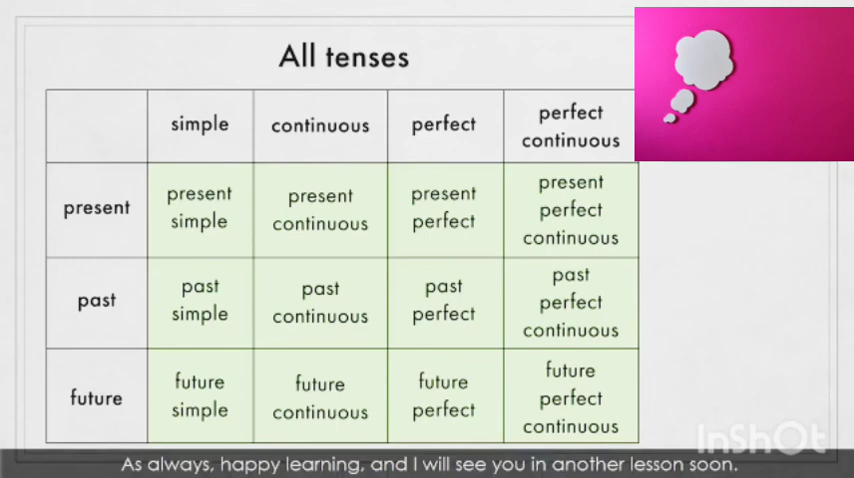 All tenses
simple continuous perfect perfect continuous
present present simple present continuous present perfect present perfect continuous
past past simple past continuous past perfect past perfect continuous
future future simple future continuous future perfect future perfect continuous
InShOt
As always, happy learning, and I will see you in another lesson soon.